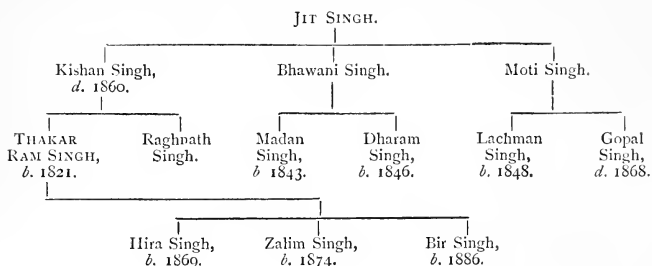 JIT SINGH.
Kishan Singh, Bhawani Singh. Moti Singh.
d. 1860.
THAKAR Raghnath Madan Dharam Lachman Gopal
RAM SINGH, Singh. Singh, Singh, Singh, Singh,
b. 1821. b 1843. b. 1846. b. 1848. d. 1868.
Hira Singh, Zalim Singh, Bir Singh,
b. 1869. b. 1874. b. 1886.